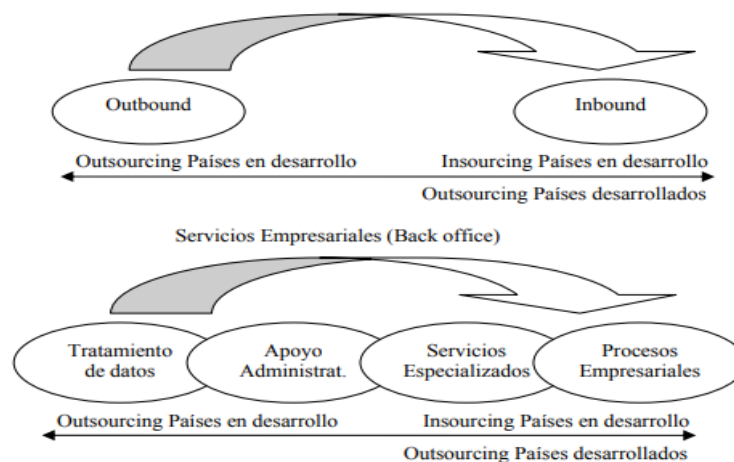 Outbound
Inbound
Outsourcing Países en desarrollo
Insourcing Países en desarrollo
Outsourcing Países desarrollados
Servicios Empresariales (Back office)
Tratamiento
de datos
Apoyo
Administrat.
Servicios
Especializados
Procesos
Empresariales
Outsourcing Países en desarrollo
Insourcing Países en desarrollo
Outsourcing Países desarrollados